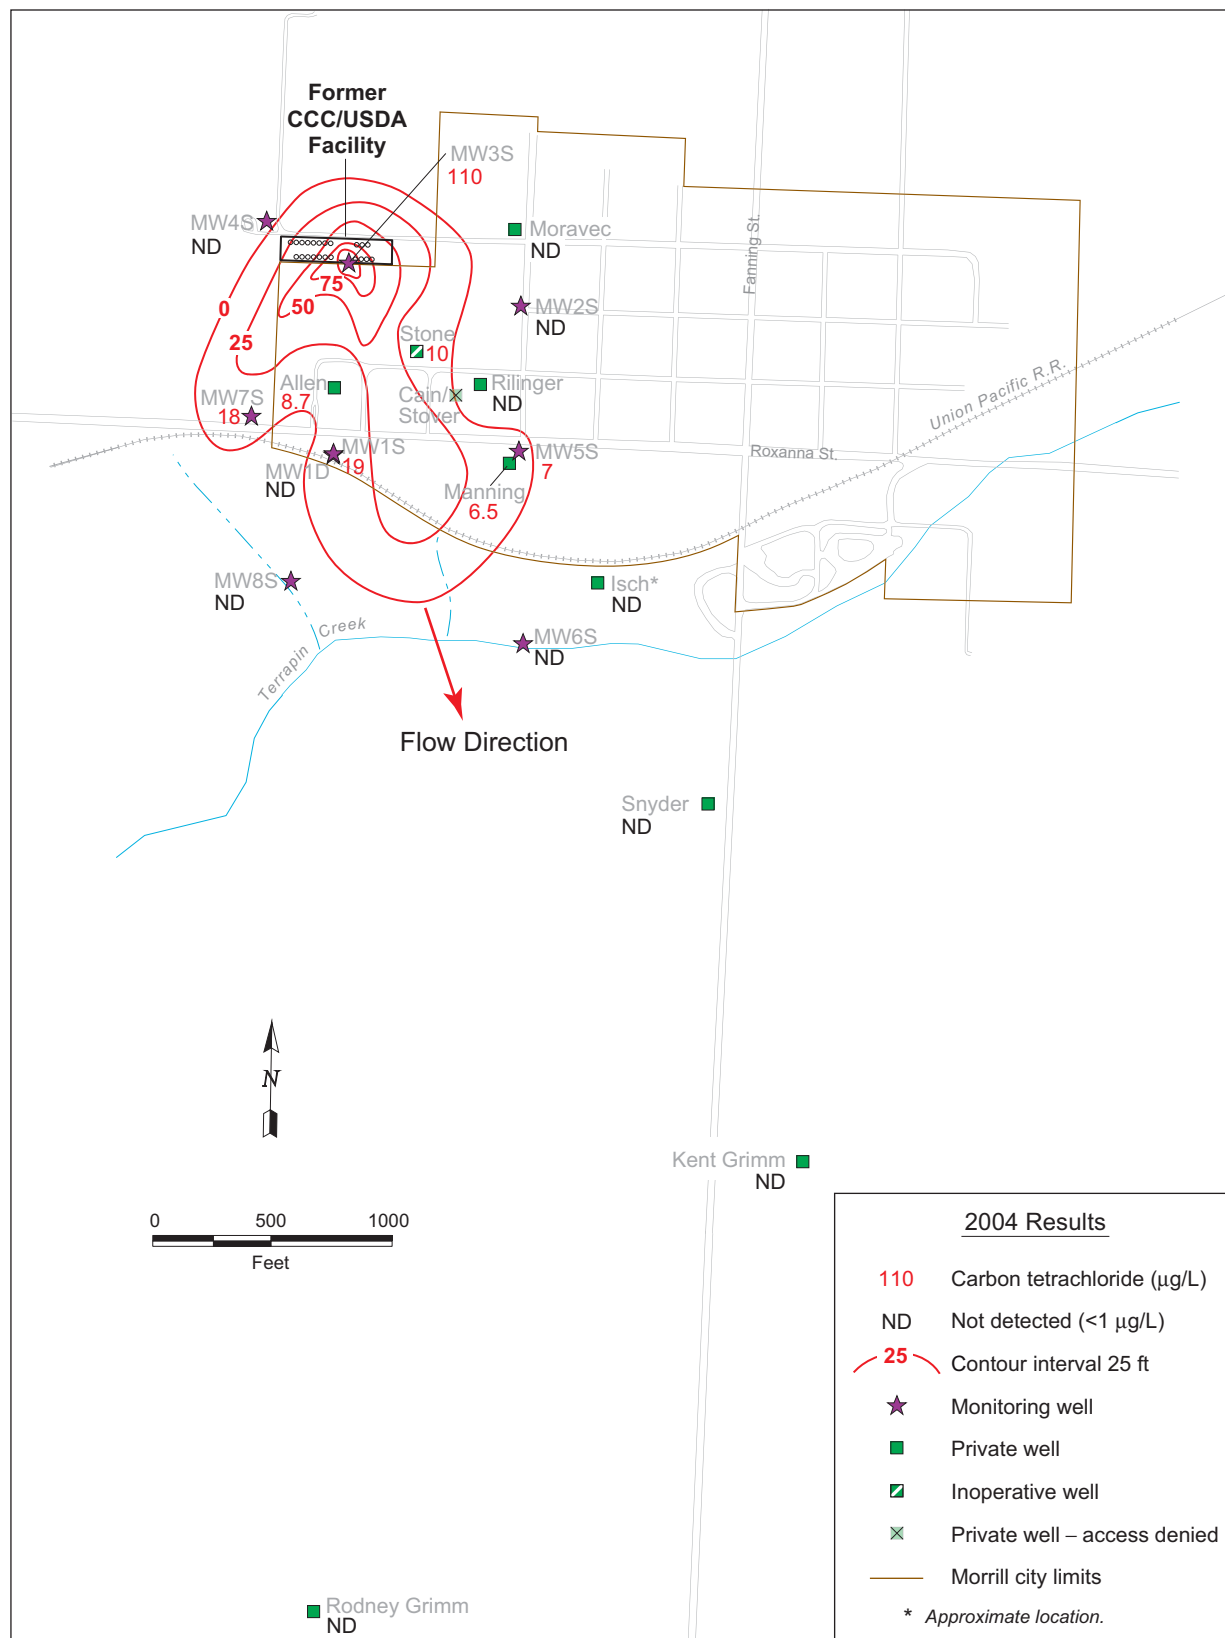 Former
CCC/USDA
Facility
MW3S
110
MW4S
ND
Moravec
ND
Fanning St.
75
50
0
25
MW2S
ND
Stone
10
Union Pacific R.R.
Allen
8.7
Rilinger
ND
Cain/
Stover
MW7S
18
MW1S
19
MW1D
ND
MW5S
7
Roxanna St.
Manning
6.5
MW8S
ND
Isch*
ND
Terrapin Creek
MW6S
ND
Flow Direction
Snyder
ND
N
Kent Grimm
ND
0 500 1000
Feet
2004 Results
110 Carbon tetrachloride (µg/L)
ND Not detected (<1 µg/L)
25 Contour interval 25 ft
Monitoring well
Private well
Inoperative well
Private well – access denied
Morrill city limits
* Approximate location.
Rodney Grimm
ND